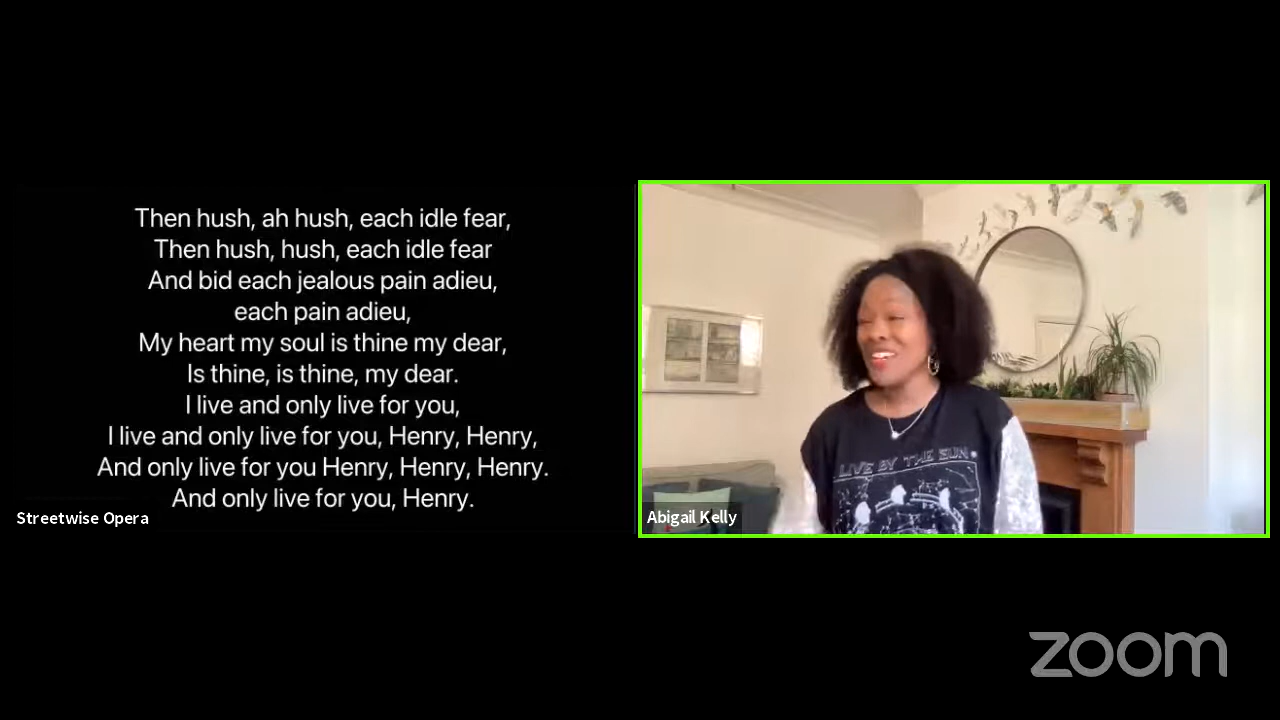 Then hush, ah hush, each idle fear,
Then hush, hush, each idle fear
And bid each jealous pain adieu,
each pain adieu,
My heart my soul is thine my dear,
Is thine, is thine, my dear.
I live and only live for you,
I live and only live for you, Henry, Henry,
And only live for you Henry, Henry, Henry.
And only live for you, Henry.
Streetwise Opera
LIVE BY THE SUN
Abigail Kelly
zoom